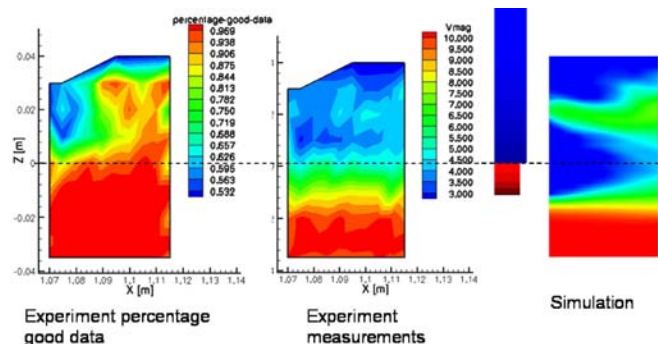 percentage-good-data
0.969
0.938
0.906
0.875
0.844
0.813
0.782
0.750
0.719
0.688
0.657
0.626
0.595
0.563
0.532
0.04
0.02
0
-0.02
-0.04
Z [m]
1.07 1.08 1.09 1.1 1.11 1.12 1.13 1.14
X [m]
Vmag
10.000
9.500
9.000
8.500
8.000
7.500
7.000
6.500
6.000
5.500
5.000
4.500
4.000
3.500
3.000
1.07 1.08 1.09 1.1 1.11 1.12 1.13 1.14
X [m]
Experiment percentage
good data
Experiment
measurements
Simulation